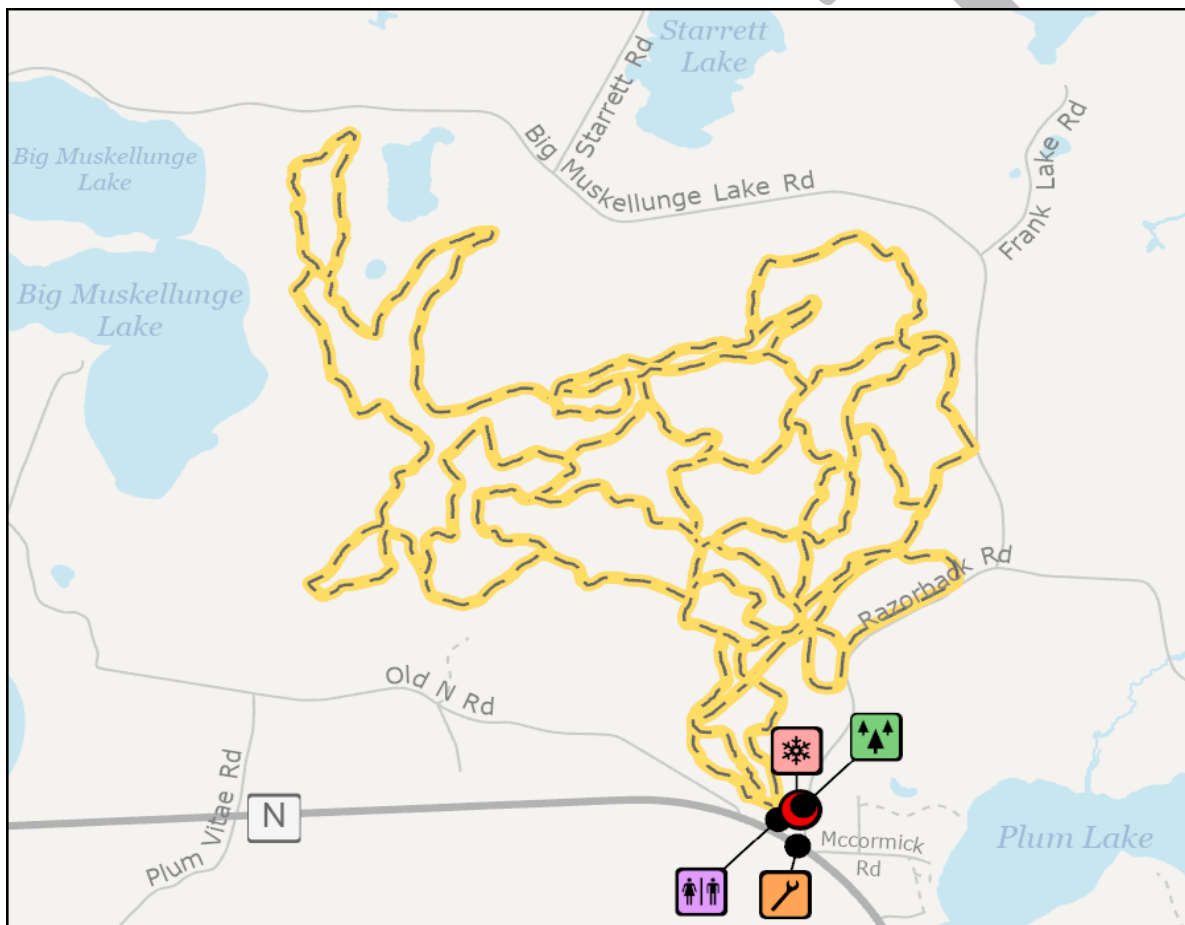 Starrett
Lake
Starrett Rd
Big Muskellunge Lake Rd
Frank Lake Rd
Big Muskellunge
Lake
Big Muskellunge
Lake
Razorback Rd
Old N Rd
Plum Vitae Rd
N
Mccormick
Rd
Plum Lake